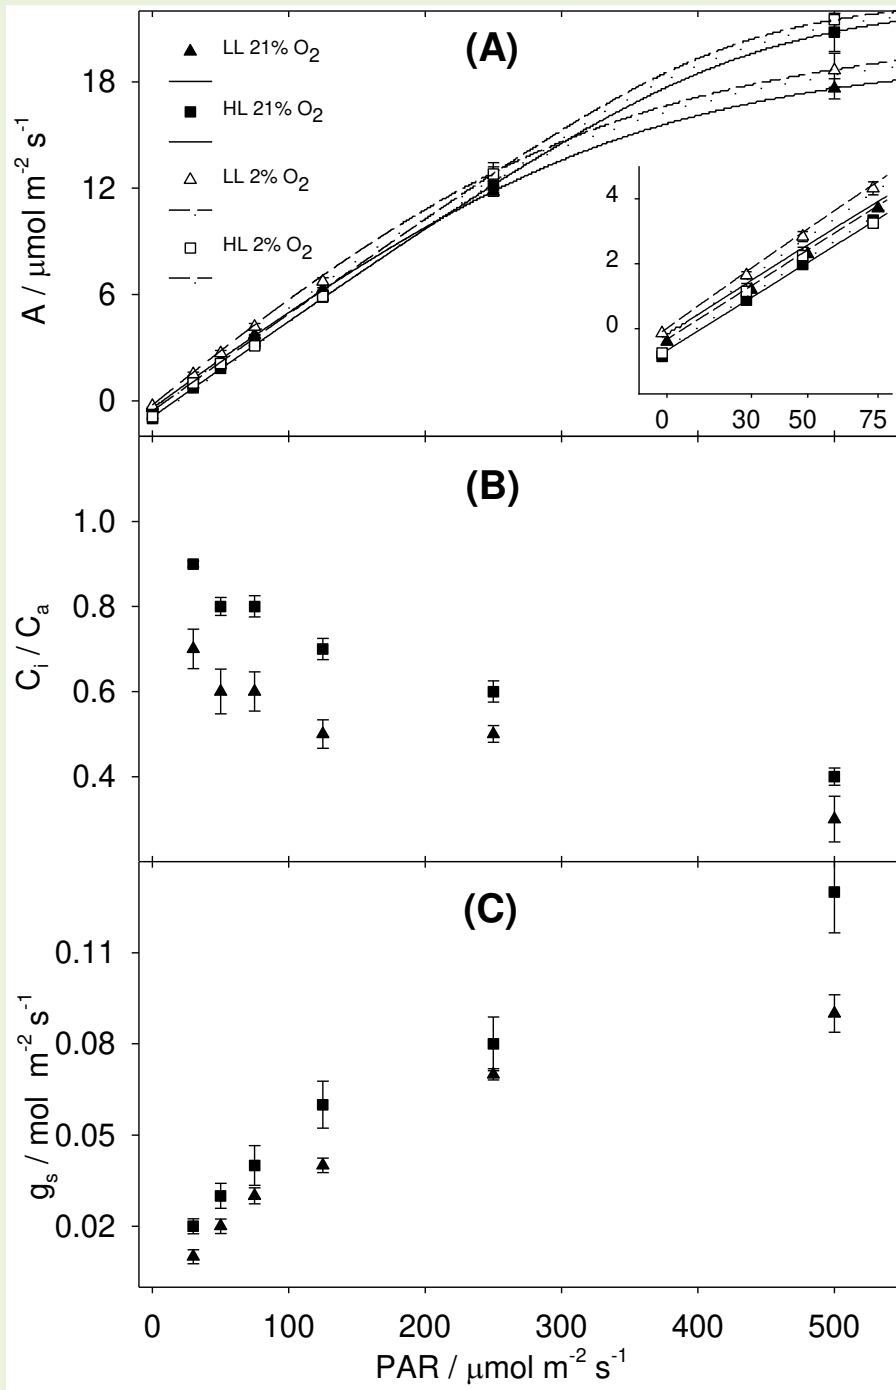 (A)
LL 21% O2
HL 21% O2
LL 2% O2
HL 2% O2
A / μmol m-2 s-1
18
12
6
0
4
2
0
0 30 50 75
(B)
Ci / Ca
1.0
0.8
0.6
0.4
(C)
gs / mol m-2 s-1
0.11
0.08
0.05
0.02
0 100 200 300 400 500
PAR / μmol m-2 s-1